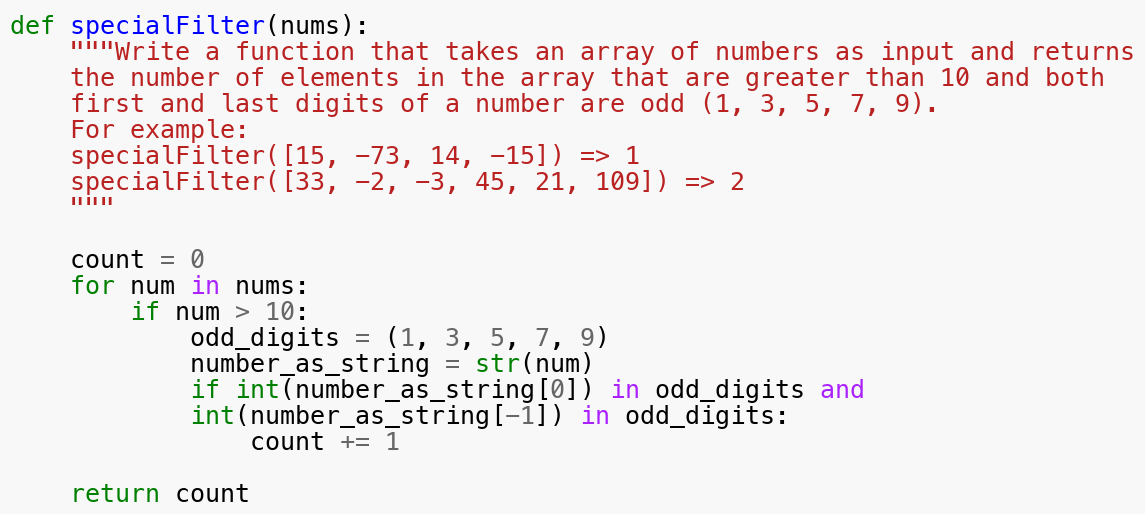 def specialFilter(nums):
    """Write a function that takes an array of numbers as input and returns
    the number of elements in the array that are greater than 10 and both
    first and last digits of a number are odd (1, 3, 5, 7, 9).
    For example:
    specialFilter([15, −73, 14, −15]) => 1
    specialFilter([33, −2, −3, 45, 21, 109]) => 2
    """

    count = 0
    for num in nums:
        if num > 10:
            odd_digits = (1, 3, 5, 7, 9)
            number_as_string = str(num)
            if int(number_as_string[0]) in odd_digits and
            int(number_as_string[−1]) in odd_digits:
                count += 1

    return count